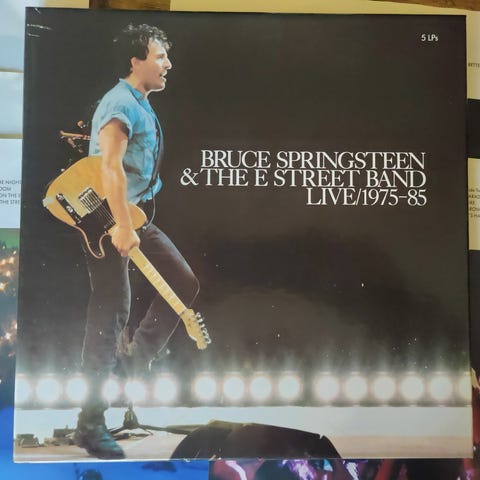 5 LPs
BRUCE SPRINGSTEEN
& THE E STREET BAND
LIVE/1975–85